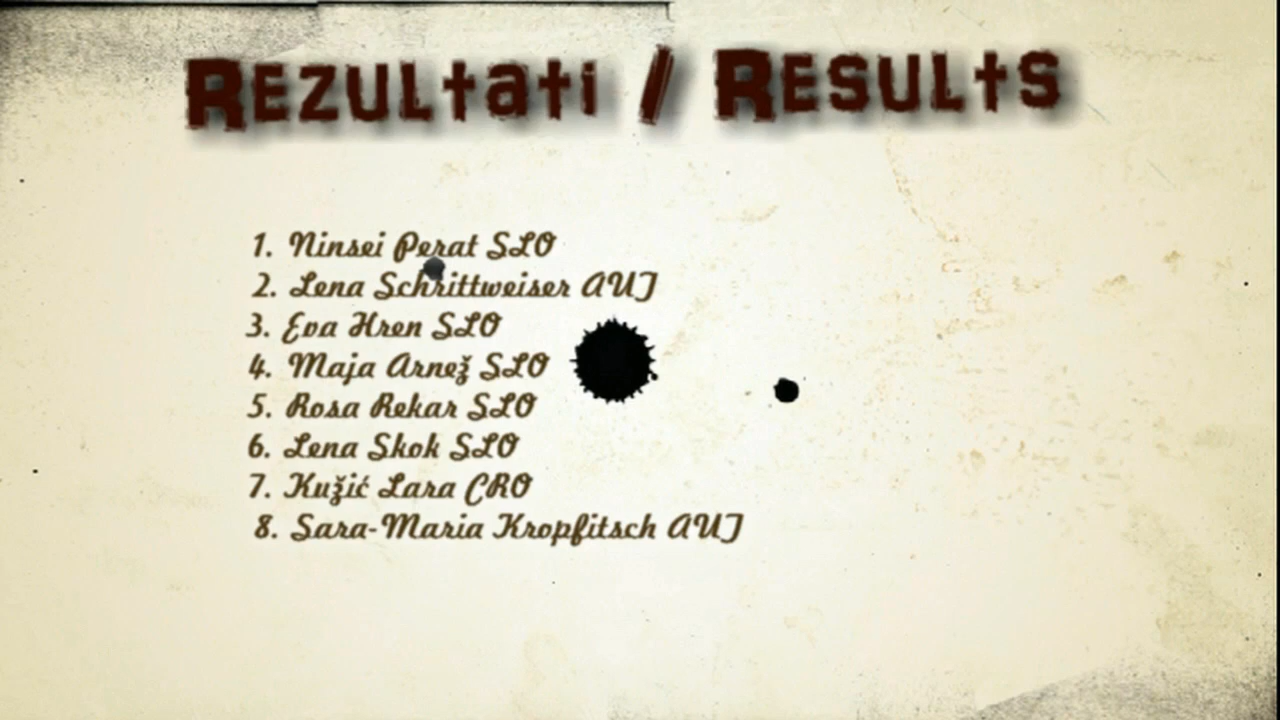 Rezultati / Results
1. Ninsei Perat SLO
2. Lena Schrittweiser AUT
3. Eva Hren SLO
4. Maja Arnež SLO
5. Rosa Rekar SLO
6. Lena Skok SLO
7. Kužić Lara CRO
8. Sara-Maria Kropfitsch AUT